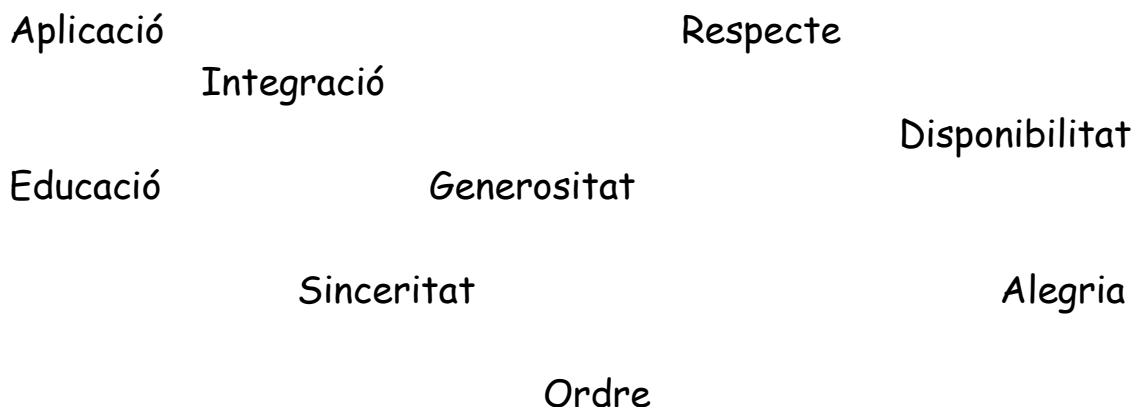 Aplicació Respecte
Integració
Disponibilitat
Educació Generositat
Sinceritat Alegria
Ordre